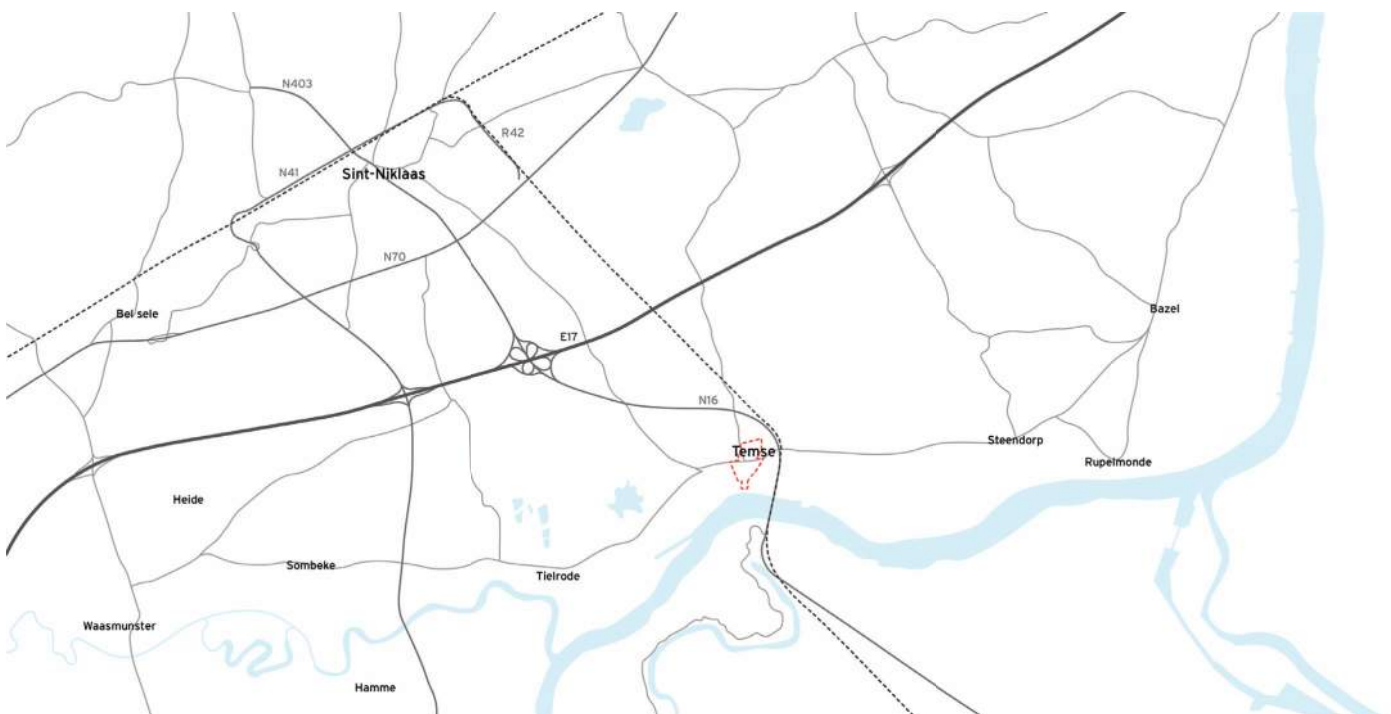 N403
R42
N41
Sint-Niklaas
N70
Bel sele
Bazel
E17
N16
Steendorp
Temse
Rupelmonde
Heide
Sombeke
Tielrode
Waasmunster
Hamme